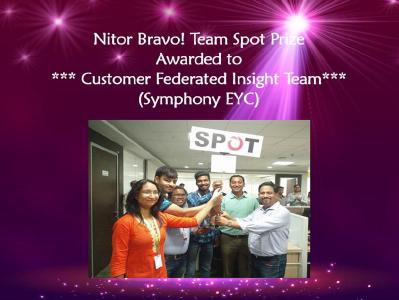 Nitor Bravo! Team Spot Prize
Awarded to
*** Customer Federated Insight Team***
(Symphony EYC)
SPOT